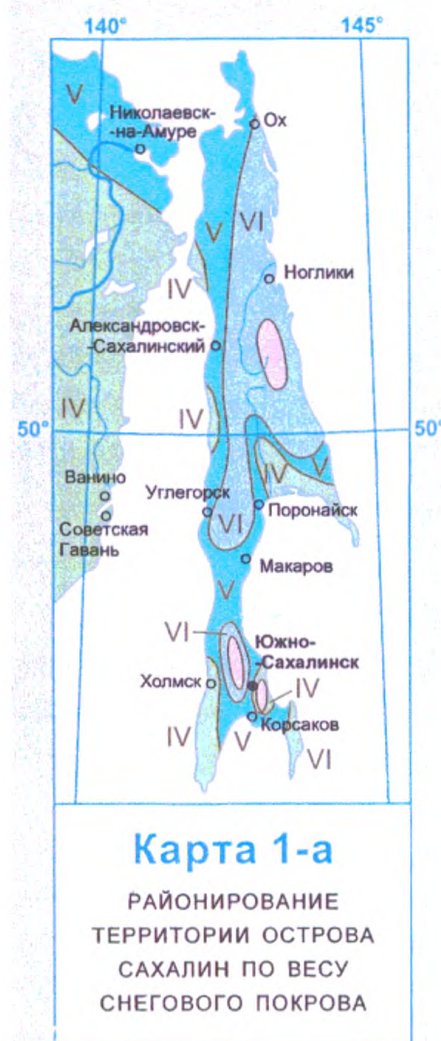 140°
145°
V
Николаевск-
-на-Амуре
Ох
V
VI
IV
Ноглики
Александровск-
-Сахалинский
IV
IV
50°
50°
IV
V
Ванино
Углегорск
VI
Поронайск
Советская
Гавань
Макаров
V
VI
Южно-
-Сахалинск
Холмск
IV
IV
V
Корсаков
VI
Карта 1-а
РАЙОНИРОВАНИЕ
ТЕРРИТОРИИ ОСТРОВА
САХАЛИН ПО ВЕСУ
СНЕГОВОГО ПОКРОВА